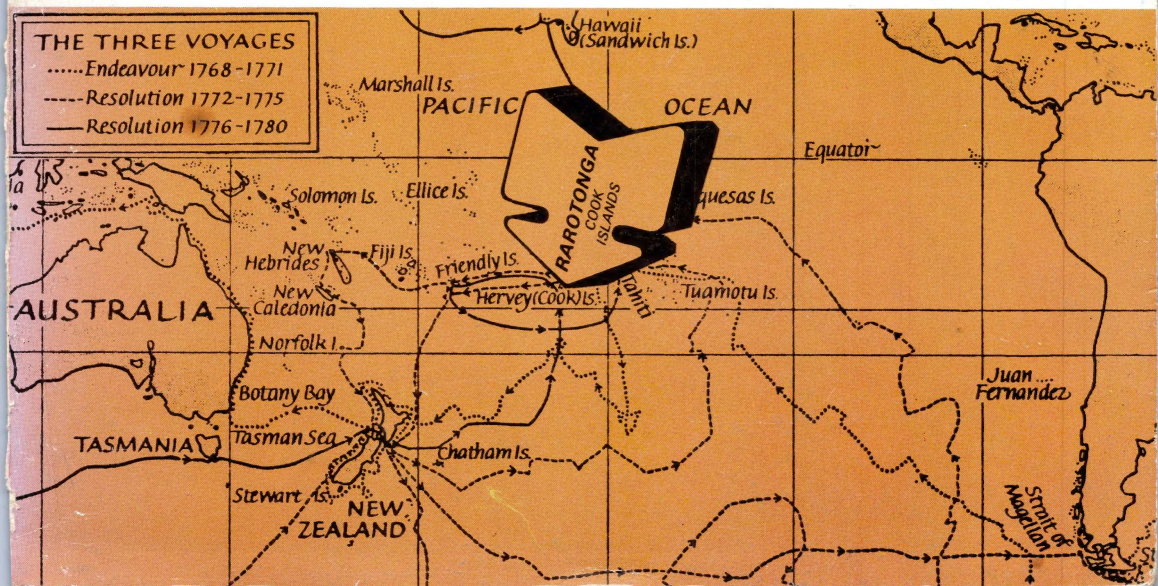 THE THREE VOYAGES
Endeavour 1768-1771
Resolution 1772-1775
Resolution 1776-1780
Hawaii
(Sandwich Is.)
Marshall Is.
PACIFIC
OCEAN
Equator
Solomon Is.
Ellice Is.
RAROTONGA
COOK
ISLANDS
quesas Is.
New
Hebrides
Fiji Is.
Friendly Is.
Hervey(Cook)Is.
Tahiti
Tuamotu Is.
New
Caledonia
AUSTRALIA
Norfolk I.
Juan
Fernandez
Botany Bay
TASMANIA
Tasman Sea
Chatham Is.
Stewart Is.
NEW
ZEALAND
Strait of
Magellan